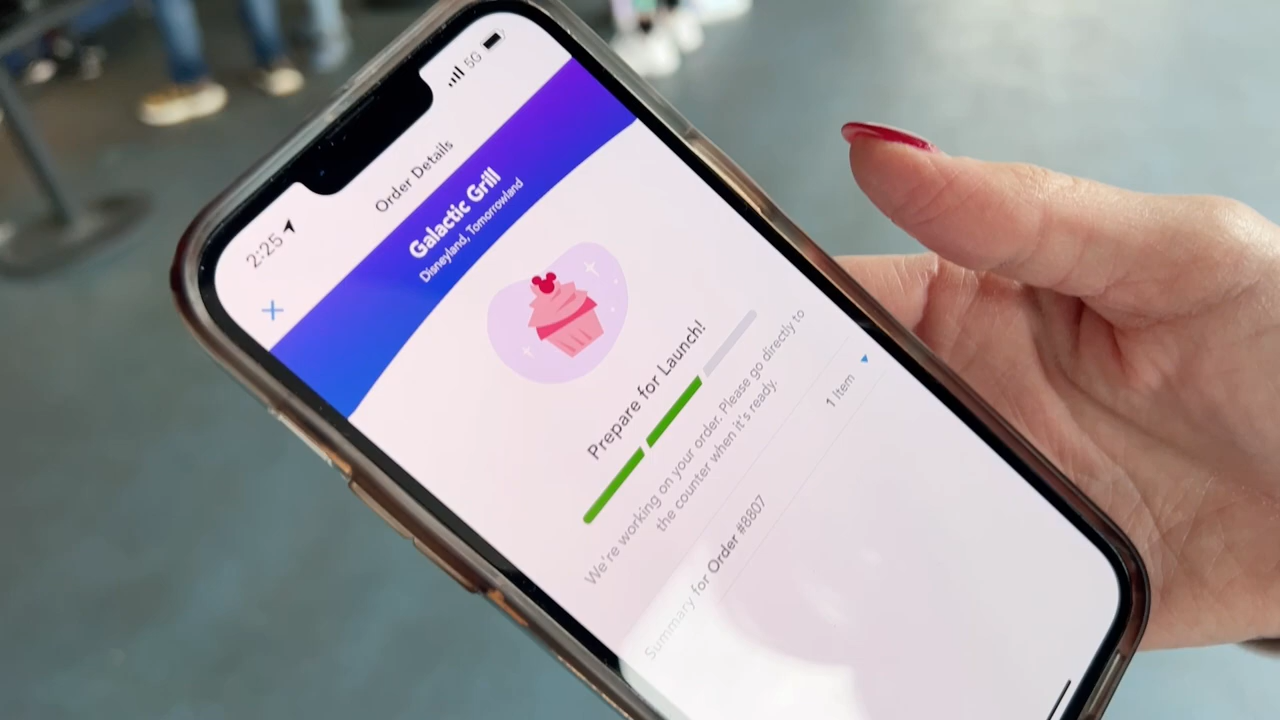 2:25
5G
Order Details
Galactic Grill
Disneyland, Tomorrowland
Prepare for Launch!
We're working on your order. Please go directly to
the counter when it's ready.
1 Item
Summary for Order #8807